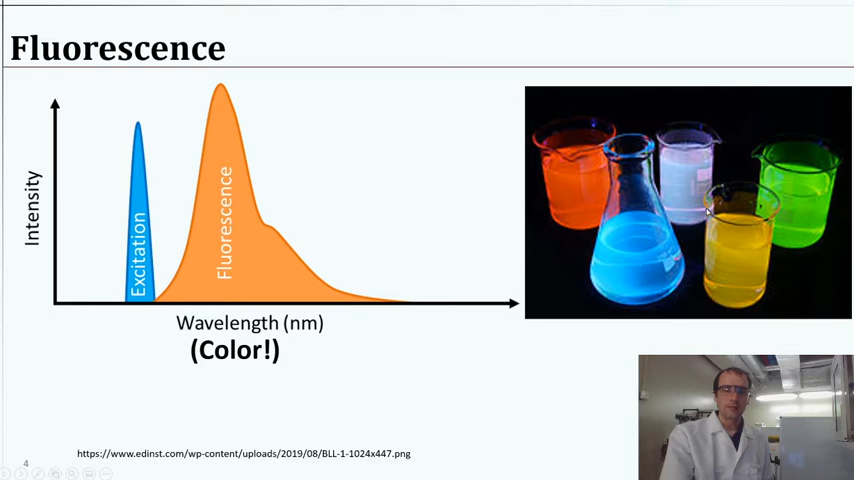 Fluorescence
Intensity
Excitation
Fluorescence
Wavelength (nm)
(Color!)
https://www.edinst.com/wp-content/uploads/2019/08/BLL-1-1024x447.png
4